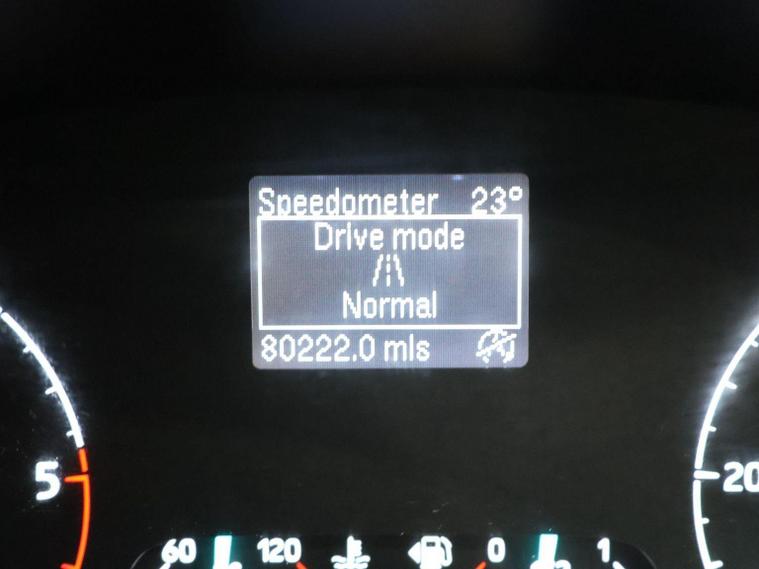 Speedometer 23°
Drive mode
Normal
80222.0 mls
5
20
60 120 0 1